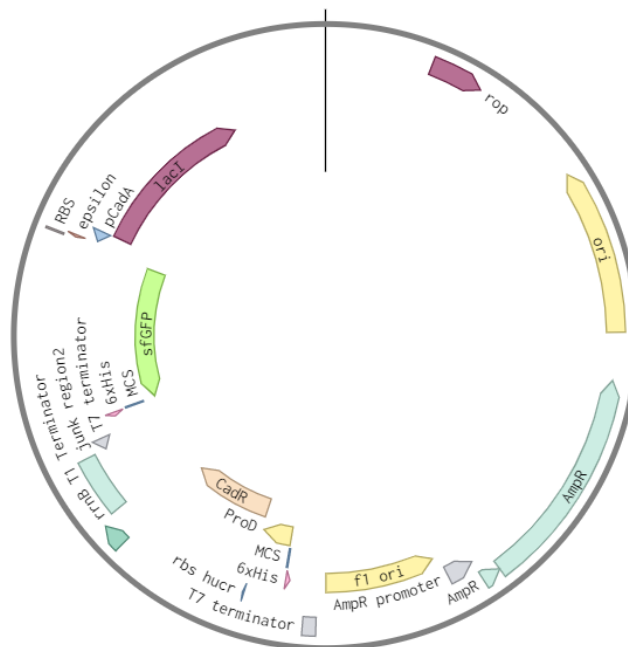 rop
ori
AmpR
AmpR
AmpR promoter
f1 ori
T7 terminator
rbs hucr
6xHis
MCS
ProD
CadR
rrnB T1 Terminator
junk region2
T7 terminator
6xHis
MCS
sfGFP
RBS
epsilon
pCadA
lacI